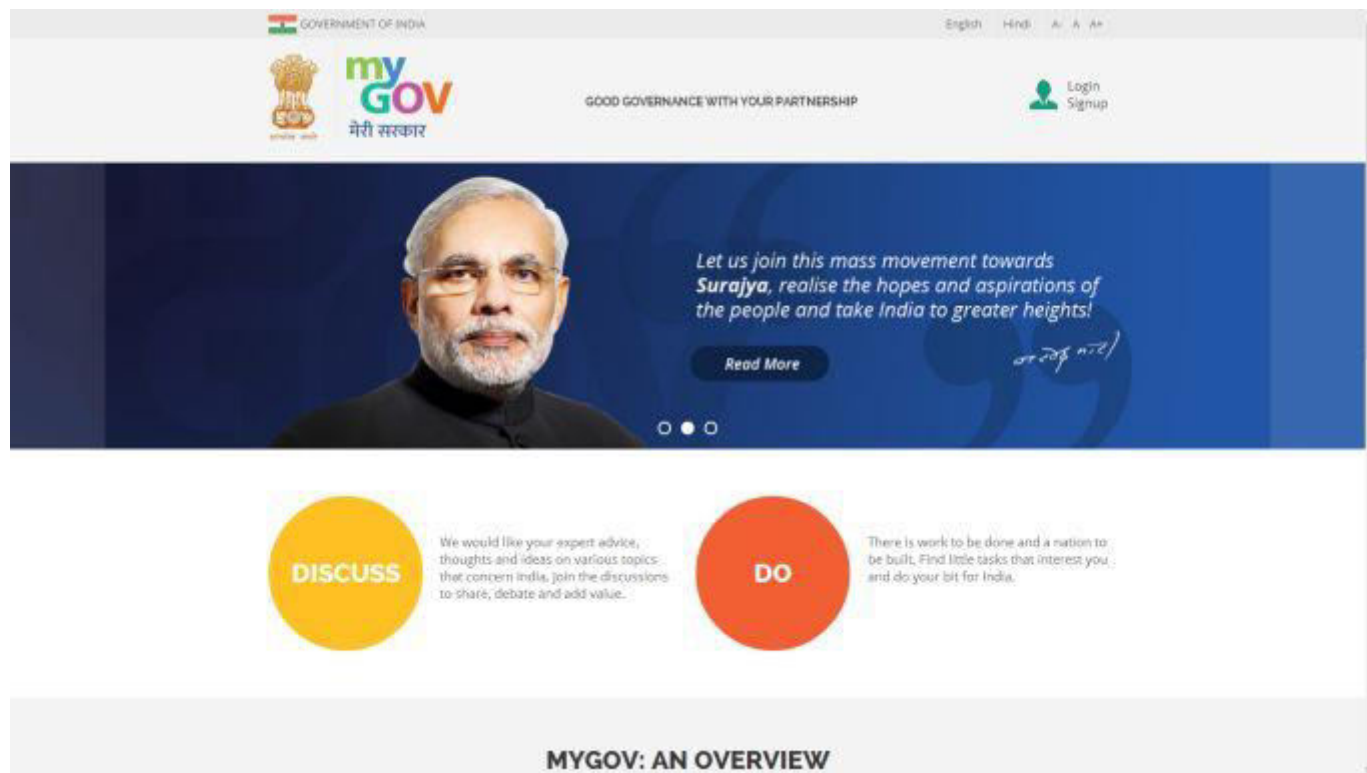 GOVERNMENT OF INDIA
English Hindi A- A A+
my
GOV
मेरी सरकार
GOOD GOVERNANCE WITH YOUR PARTNERSHIP
Login
Signup
Let us join this mass movement towards
Surajya, realise the hopes and aspirations of
the people and take India to greater heights!
Read More
DISCUSS
We would like your expert advice,
thoughts and ideas on various topics
that concern India. Join the discussions
to share, debate and add value.
DO
There is work to be done and a nation to
be built. Find little tasks that interest you
and do your bit for India.
MYGOV: AN OVERVIEW